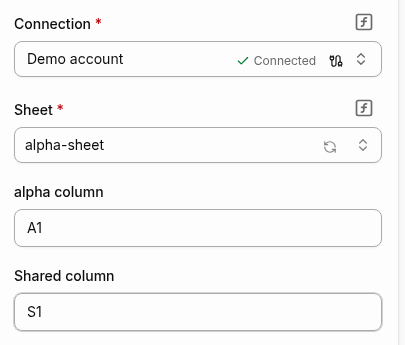 Connection *
Demo account
Connected
Sheet *
alpha-sheet
alpha column
A1
Shared column
S1